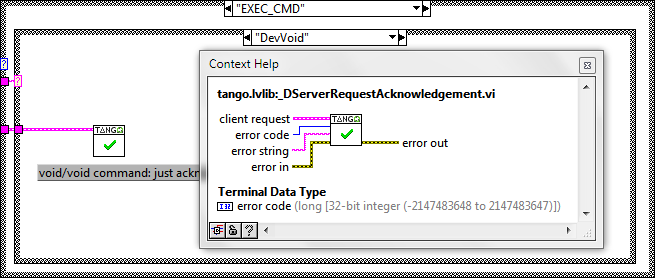 "EXEC_CMD"
"DevVoid"
Context Help
tango.lvlib:_DServerRequestAcknowledgement.vi
client request
error code
error string
error in
TANGO
error out
TANGO
void/void command: just
Terminal Data Type
I32 error code (long [32-bit integer (-2147483648 to 2147483647)])
?
?
?